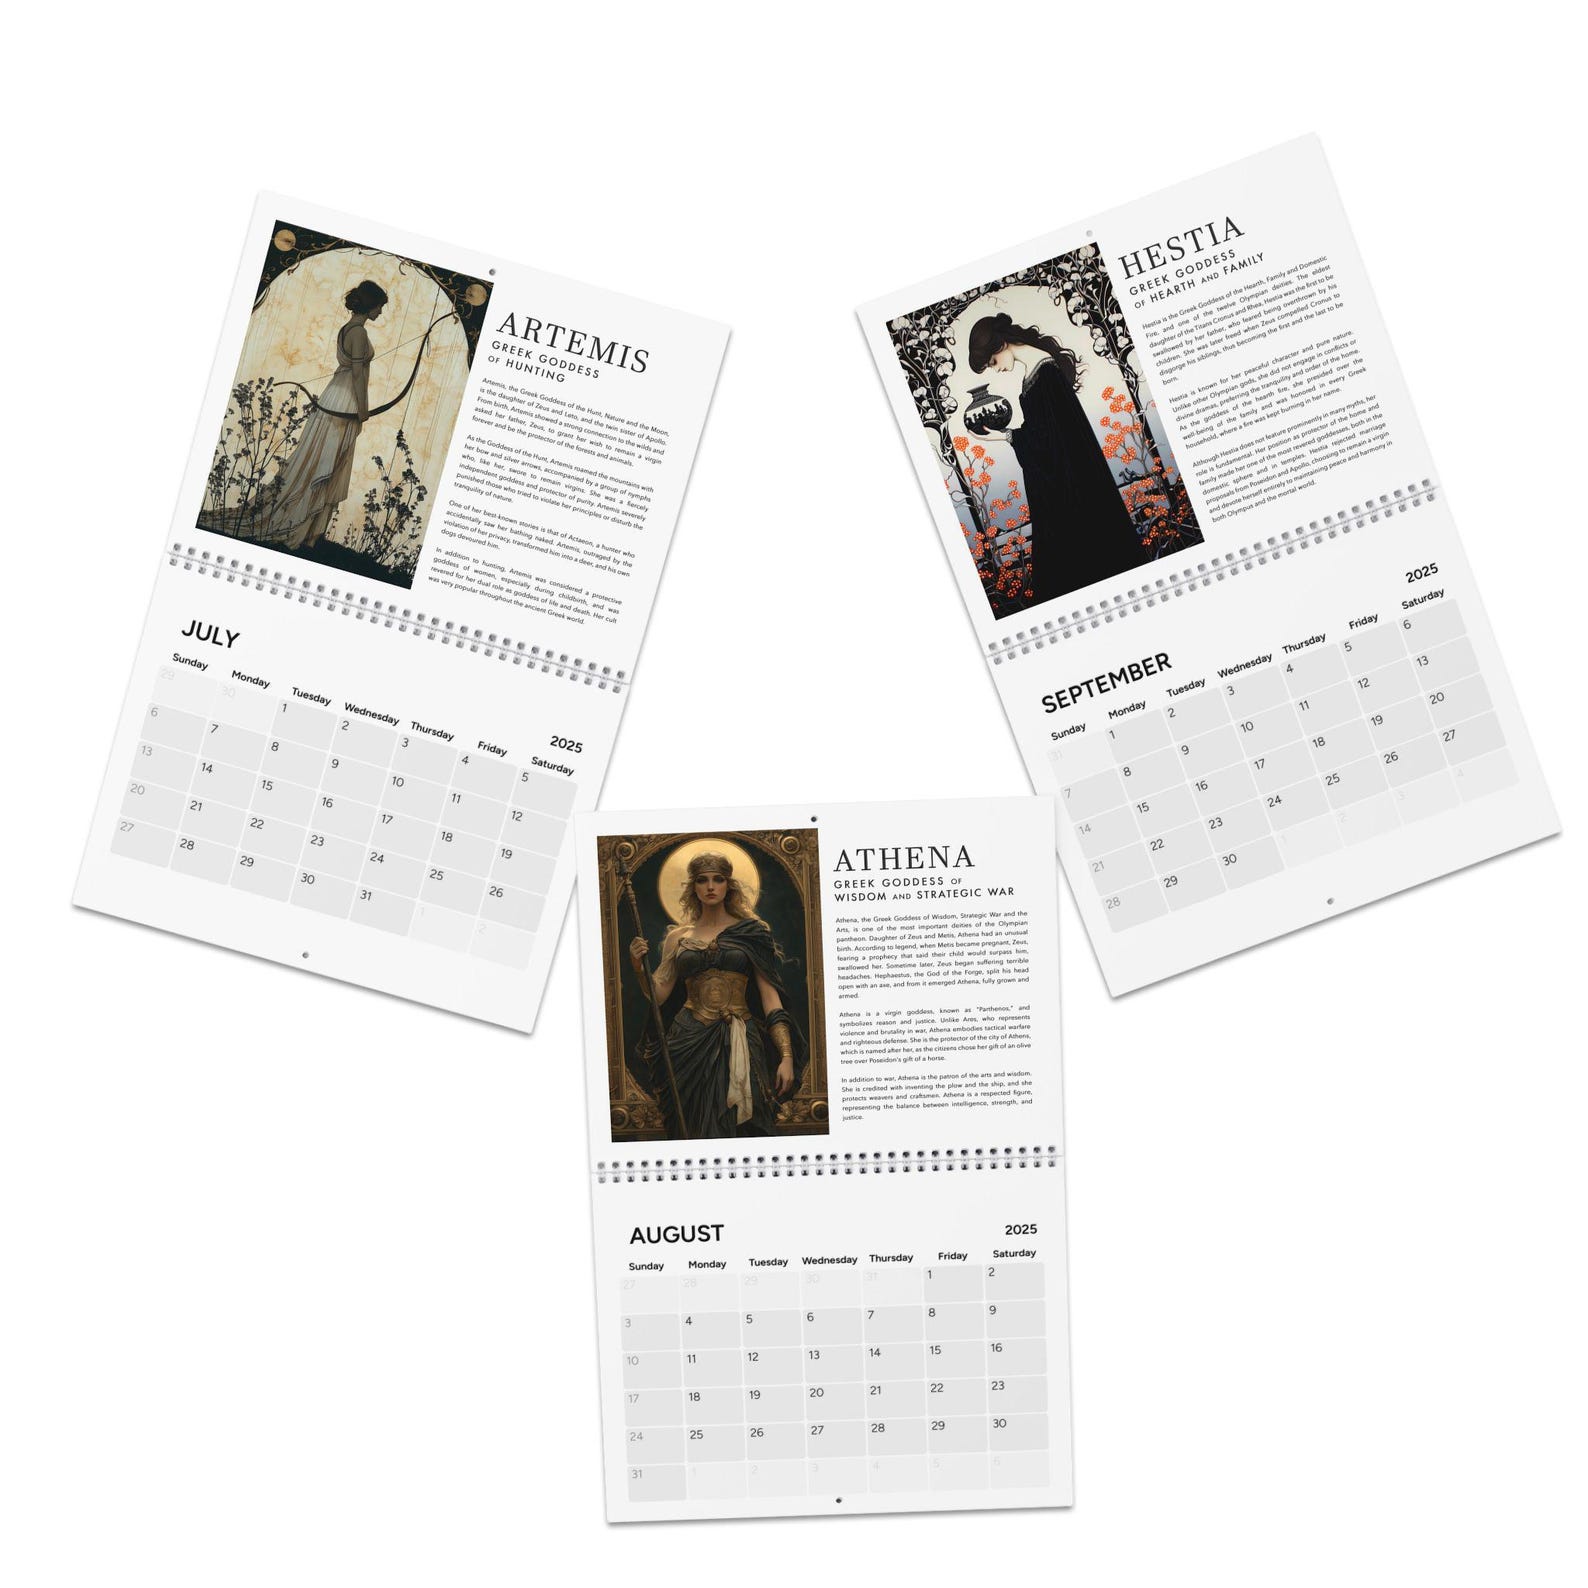 ARTEMIS
GREEK GODDESS
OF HUNTING
Artemis, the Greek Goddess of the Hunt, Nature and the Moon,
is the daughter of Zeus and Leto, and the twin sister of Apollo.
From birth, Artemis showed a strong connection to the wilds and
asked her father, Zeus, to grant her wish to remain a virgin
forever and be the protector of the forests and animals.
As the Goddess of the Hunt, Artemis roamed the mountains with
her bow and silver arrows, accompanied by a group of nymphs
who, like her, swore to remain virgins. She was a fiercely
independent goddess and protector of purity. Artemis severely
punished those who tried to violate her principles or disturb the
tranquility of nature.
One of her best-known stories is that of Actaeon, a hunter who
accidentally saw her bathing naked. Artemis, outraged by the
violation of her privacy, transformed him into a deer, and his own
dogs devoured him.
In addition to hunting, Artemis was considered a protective
goddess of women, especially during childbirth, and was
revered for her dual role as goddess of life and death. Her cult
was very popular throughout the ancient Greek world.
JULY
2025
Sunday Monday Tuesday Wednesday Thursday Friday Saturday
29 30 1 2 3 4 5
6 7 8 9 10 11 12
13 14 15 16 17 18 19
20 21 22 23 24 25 26
27 28 29 30 31 1 2
HESTIA
GREEK GODDESS
OF HEARTH AND FAMILY
Hestia is the Greek Goddess of the Hearth, Family and Domestic
Fire, and one of the twelve Olympian deities. The eldest
daughter of the Titans Cronus and Rhea, Hestia was the first to be
swallowed by her father, who feared being overthrown by his
children. She was later freed when Zeus compelled Cronus to
disgorge his siblings, thus becoming the first and the last to be
born.
Hestia is known for her peaceful character and pure nature.
Unlike other Olympian gods, she did not engage in conflicts or
divine dramas, preferring the tranquility and order of the home.
As the goddess of the hearth fire, she presided over the
well-being of the family and was honored in every Greek
household, where a fire was kept burning in her name.
Although Hestia does not feature prominently in many myths, her
role is fundamental. Her position as protector of the home and
family made her one of the most revered goddesses, both in the
domestic sphere and in temples. Hestia rejected marriage
proposals from Poseidon and Apollo, choosing to remain a virgin
and devote herself entirely to maintaining peace and harmony in
both Olympus and the mortal world.
SEPTEMBER
2025
Sunday Monday Tuesday Wednesday Thursday Friday Saturday
31 1 2 3 4 5 6
7 8 9 10 11 12 13
14 15 16 17 18 19 20
21 22 23 24 25 26 27
28 29 30 1 2 3 4
ATHENA
GREEK GODDESS OF
WISDOM AND STRATEGIC WAR
Athena, the Greek Goddess of Wisdom, Strategic War and the
Arts, is one of the most important deities of the Olympian
pantheon. Daughter of Zeus and Metis, Athena had an unusual
birth. According to legend, when Metis became pregnant, Zeus,
fearing a prophecy that said their child would surpass him,
swallowed her. Sometime later, Zeus began suffering terrible
headaches. Hephaestus, the God of the Forge, split his head
open with an axe, and from it emerged Athena, fully grown and
armed.
Athena is a virgin goddess, known as "Parthenos," and
symbolizes reason and justice. Unlike Ares, who represents
violence and brutality in war, Athena embodies tactical warfare
and righteous defense. She is the protector of the city of Athens,
which is named after her, as the citizens chose her gift of an olive
tree over Poseidon's gift of a horse.
In addition to war, Athena is the patron of the arts and wisdom.
She is credited with inventing the plow and the ship, and she
protects weavers and craftsmen. Athena is a respected figure,
representing the balance between intelligence, strength, and
justice.
AUGUST
2025
Sunday Monday Tuesday Wednesday Thursday Friday Saturday
27 28 29 30 31 1 2
3 4 5 6 7 8 9
10 11 12 13 14 15 16
17 18 19 20 21 22 23
24 25 26 27 28 29 30
31 1 2 3 4 5 6